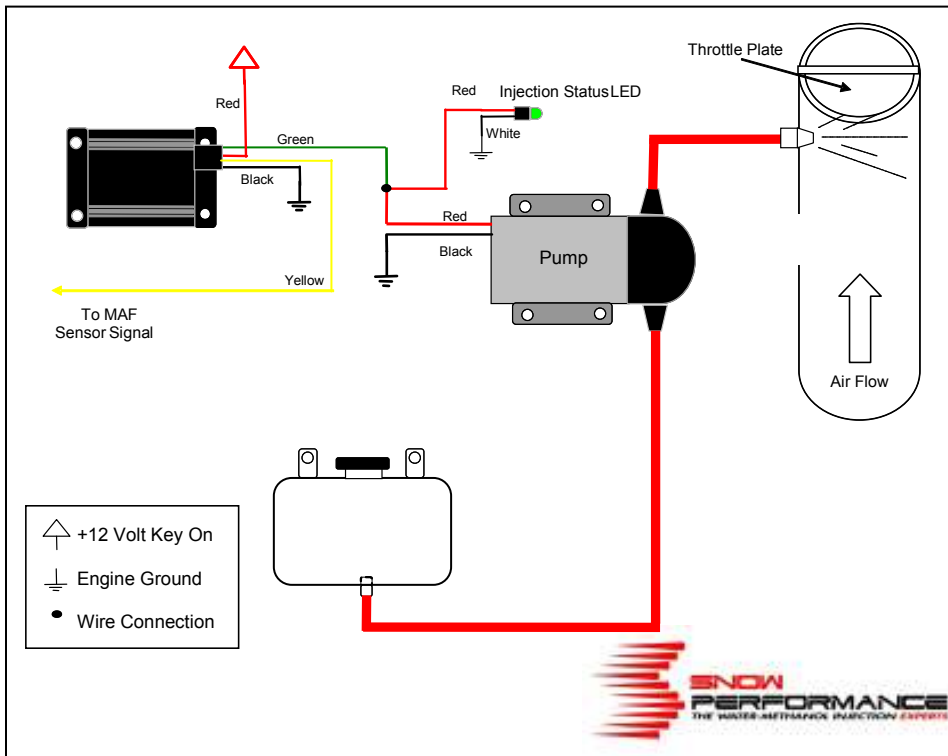 Throttle Plate
Red
Injection Status LED
Red
White
Green
Black
Red
Black
Pump
Yellow
To MAF
Sensor Signal
Air Flow
+12 Volt Key On
Engine Ground
Wire Connection
SNOW
PERFORMANCE
THE WATER-METHANOL INJECTION EXPERTS